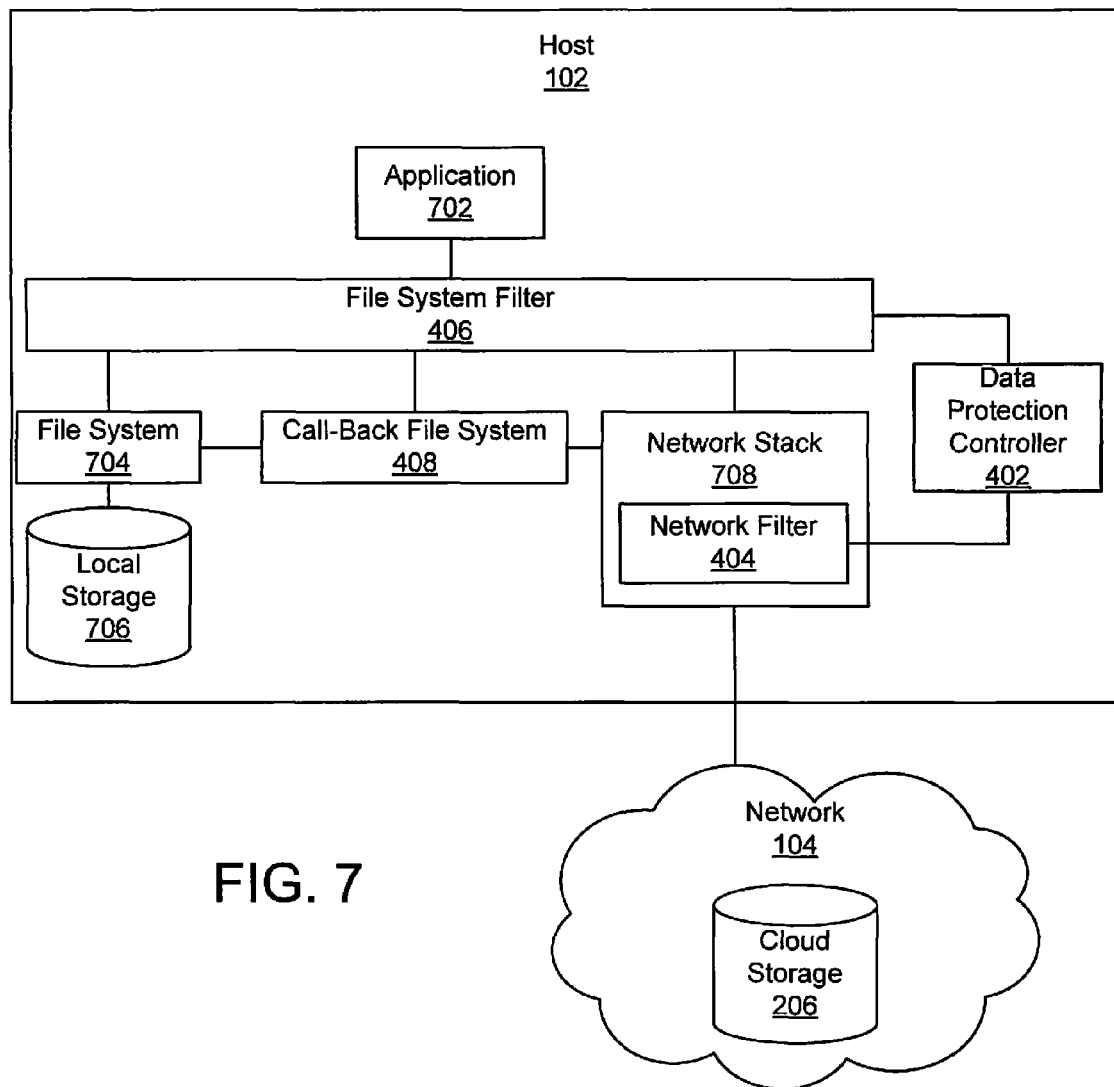 Host
102
Application
702
File System Filter
406
File System
704
Call-Back File System
408
Network Stack
708
Network Filter
404
Data
Protection
Controller
402
Local
Storage
706
Network
104
Cloud
Storage
206
FIG. 7